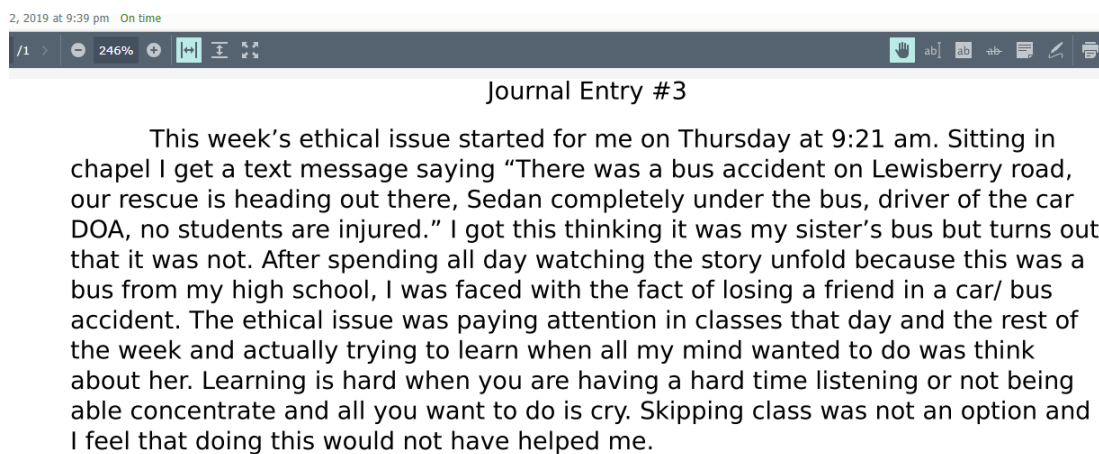 2, 2019 at 9:39 pm On time
/1 > 246% ab ab ab
Journal Entry #3
This week’s ethical issue started for me on Thursday at 9:21 am. Sitting in
chapel I get a text message saying “There was a bus accident on Lewisberry road,
our rescue is heading out there, Sedan completely under the bus, driver of the car
DOA, no students are injured.” I got this thinking it was my sister’s bus but turns out
that it was not. After spending all day watching the story unfold because this was a
bus from my high school, I was faced with the fact of losing a friend in a car/ bus
accident. The ethical issue was paying attention in classes that day and the rest of
the week and actually trying to learn when all my mind wanted to do was think
about her. Learning is hard when you are having a hard time listening or not being
able concentrate and all you want to do is cry. Skipping class was not an option and
I feel that doing this would not have helped me.